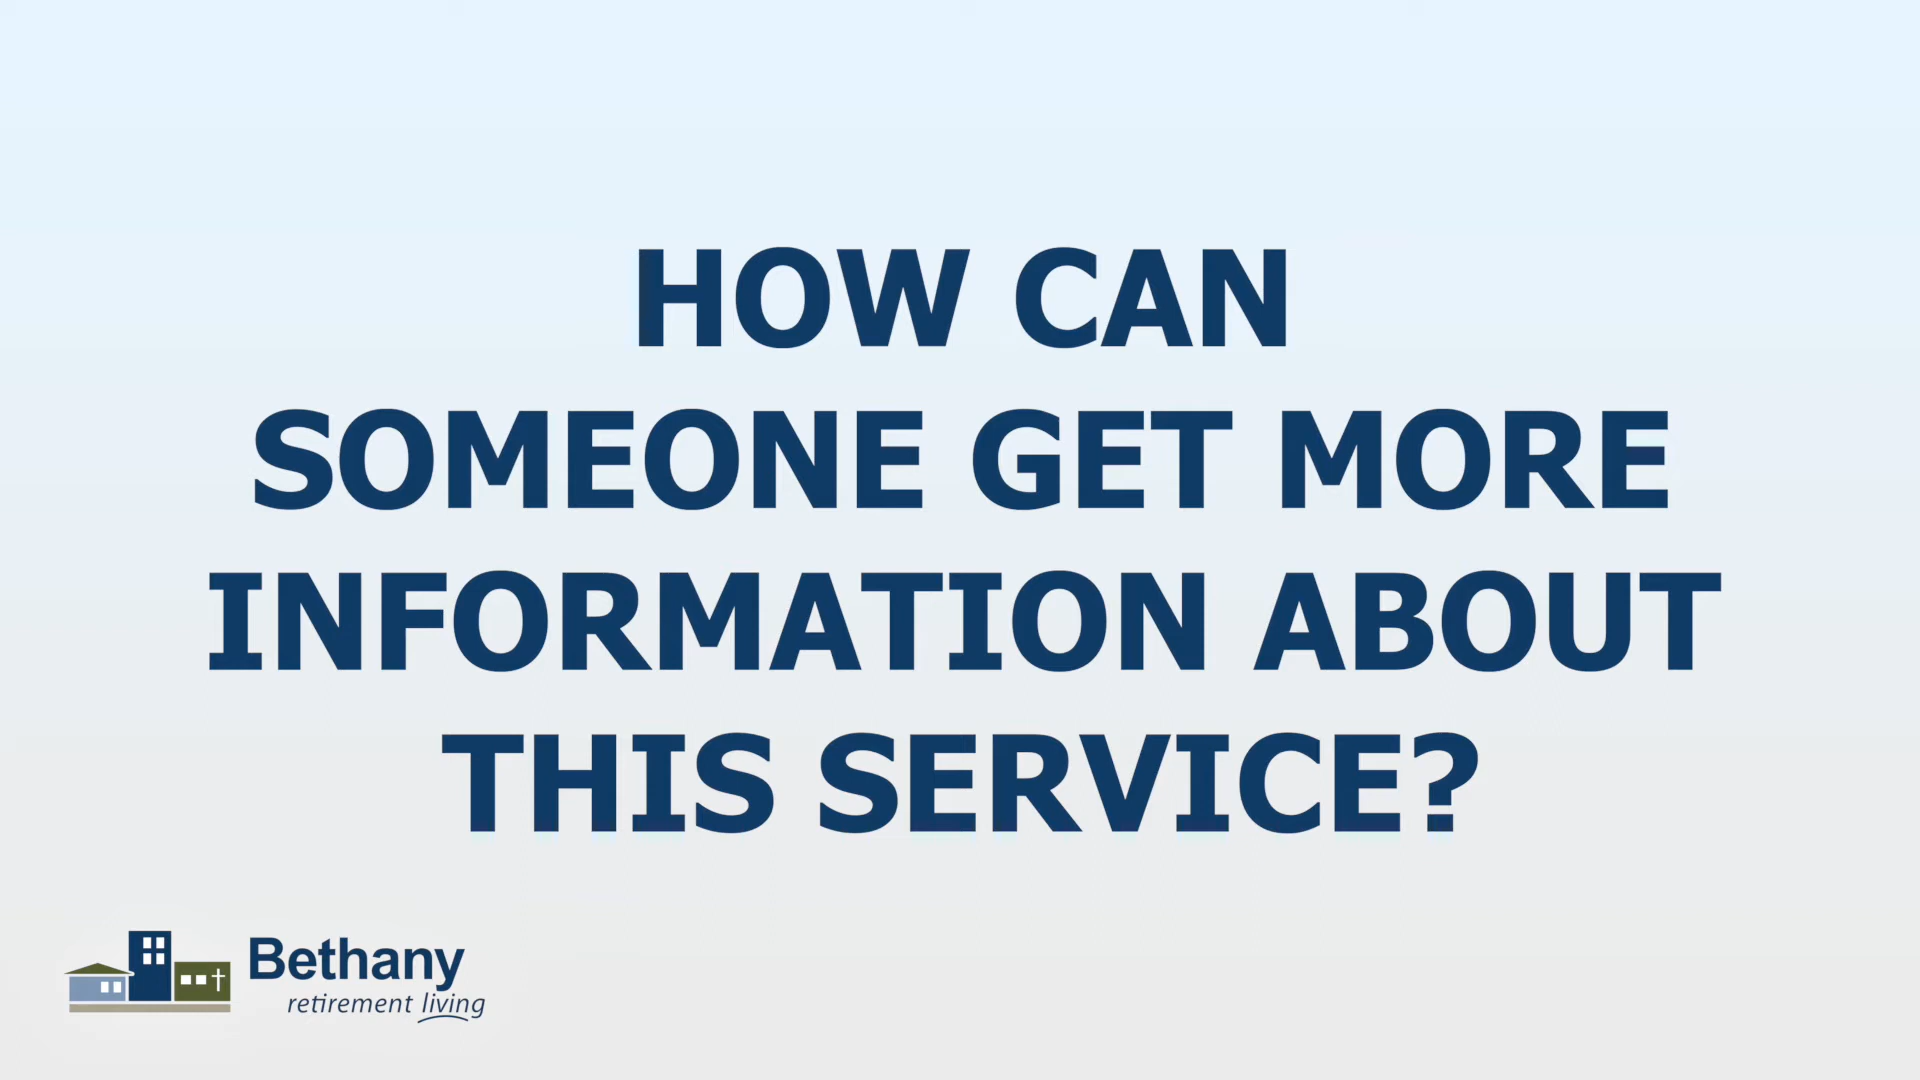 HOW CAN
SOMEONE GET MORE
INFORMATION ABOUT
THIS SERVICE?
Bethany
retirement living